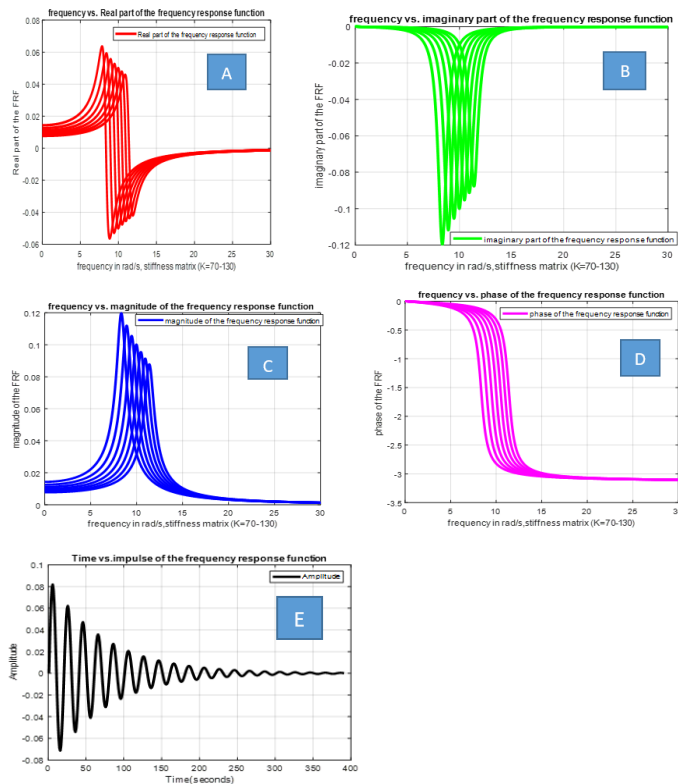 frequency vs. Real part of the frequency response function
0.08
0.06
0.04
0.02
0
-0.02
-0.04
-0.06
Real part of the FRF
Real part of the frequency response function
A
0 5 10 15 20 25 30
frequency in rad/s,stiffness matrix (K=70-130)
frequency vs. imaginary part of the frequency response function
0
-0.02
-0.04
-0.06
-0.08
-0.1
-0.12
imaginary part of the FRF
B
imaginary part of the frequency response function
0 5 10 15 20 25 30
frequency in rad/s,stiffness matrix (K=70-130)
frequency vs. magnitude of the frequency response function
0.12
0.1
0.08
0.06
0.04
0.02
0
magnitude of the FRF
magnitude of the frequency response function
C
0 5 10 15 20 25 30
frequency in rad/s,stiffness matrix (K=70-130)
frequency vs. phase of the frequency response function
0
-0.5
-1
-1.5
-2
-2.5
-3
-3.5
phase of the FRF
phase of the frequency response function
D
0 5 10 15 20 25 30
frequency in rad/s,stiffness matrix (K=70-130)
Time vs.impulse of the frequency response function
0.1
0.08
0.06
0.04
0.02
0
-0.02
-0.04
-0.06
-0.08
Amplitude
Amplitude
E
0 50 100 150 200 250 300 350 400
Time(seconds)